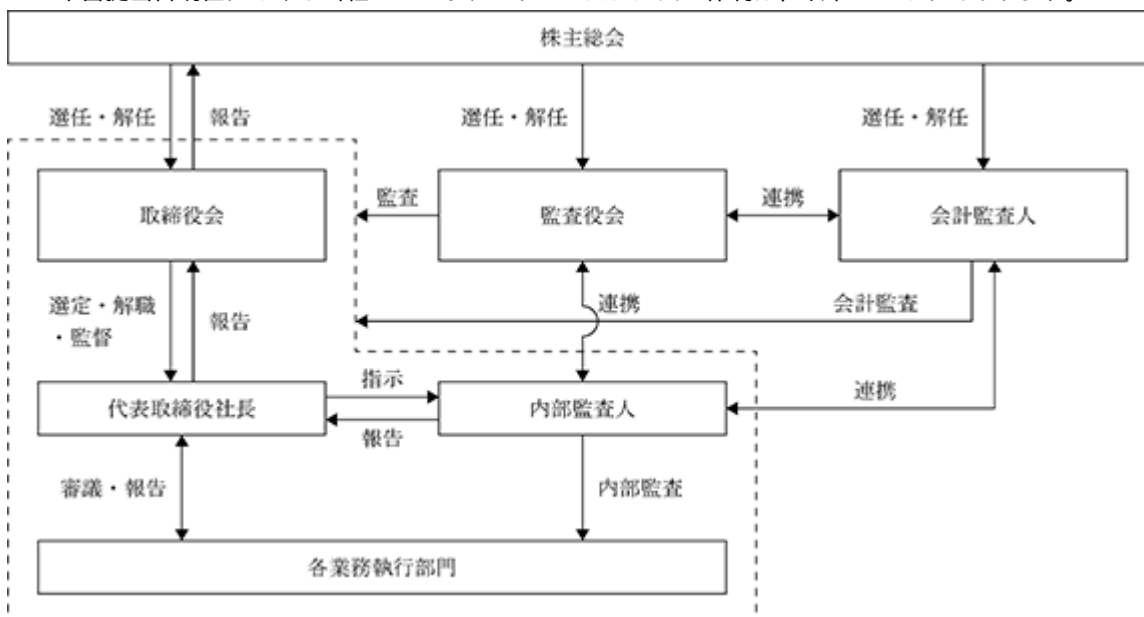 株主総会
選任・解任
報告
選任・解任
選任・解任
取締役会
監査
監査役会
連携
会計監査人
選定・解職
・監督
報告
連携
会計監査
代表取締役社長
指示
報告
内部監査人
連携
審議・報告
内部監査
各業務執行部門